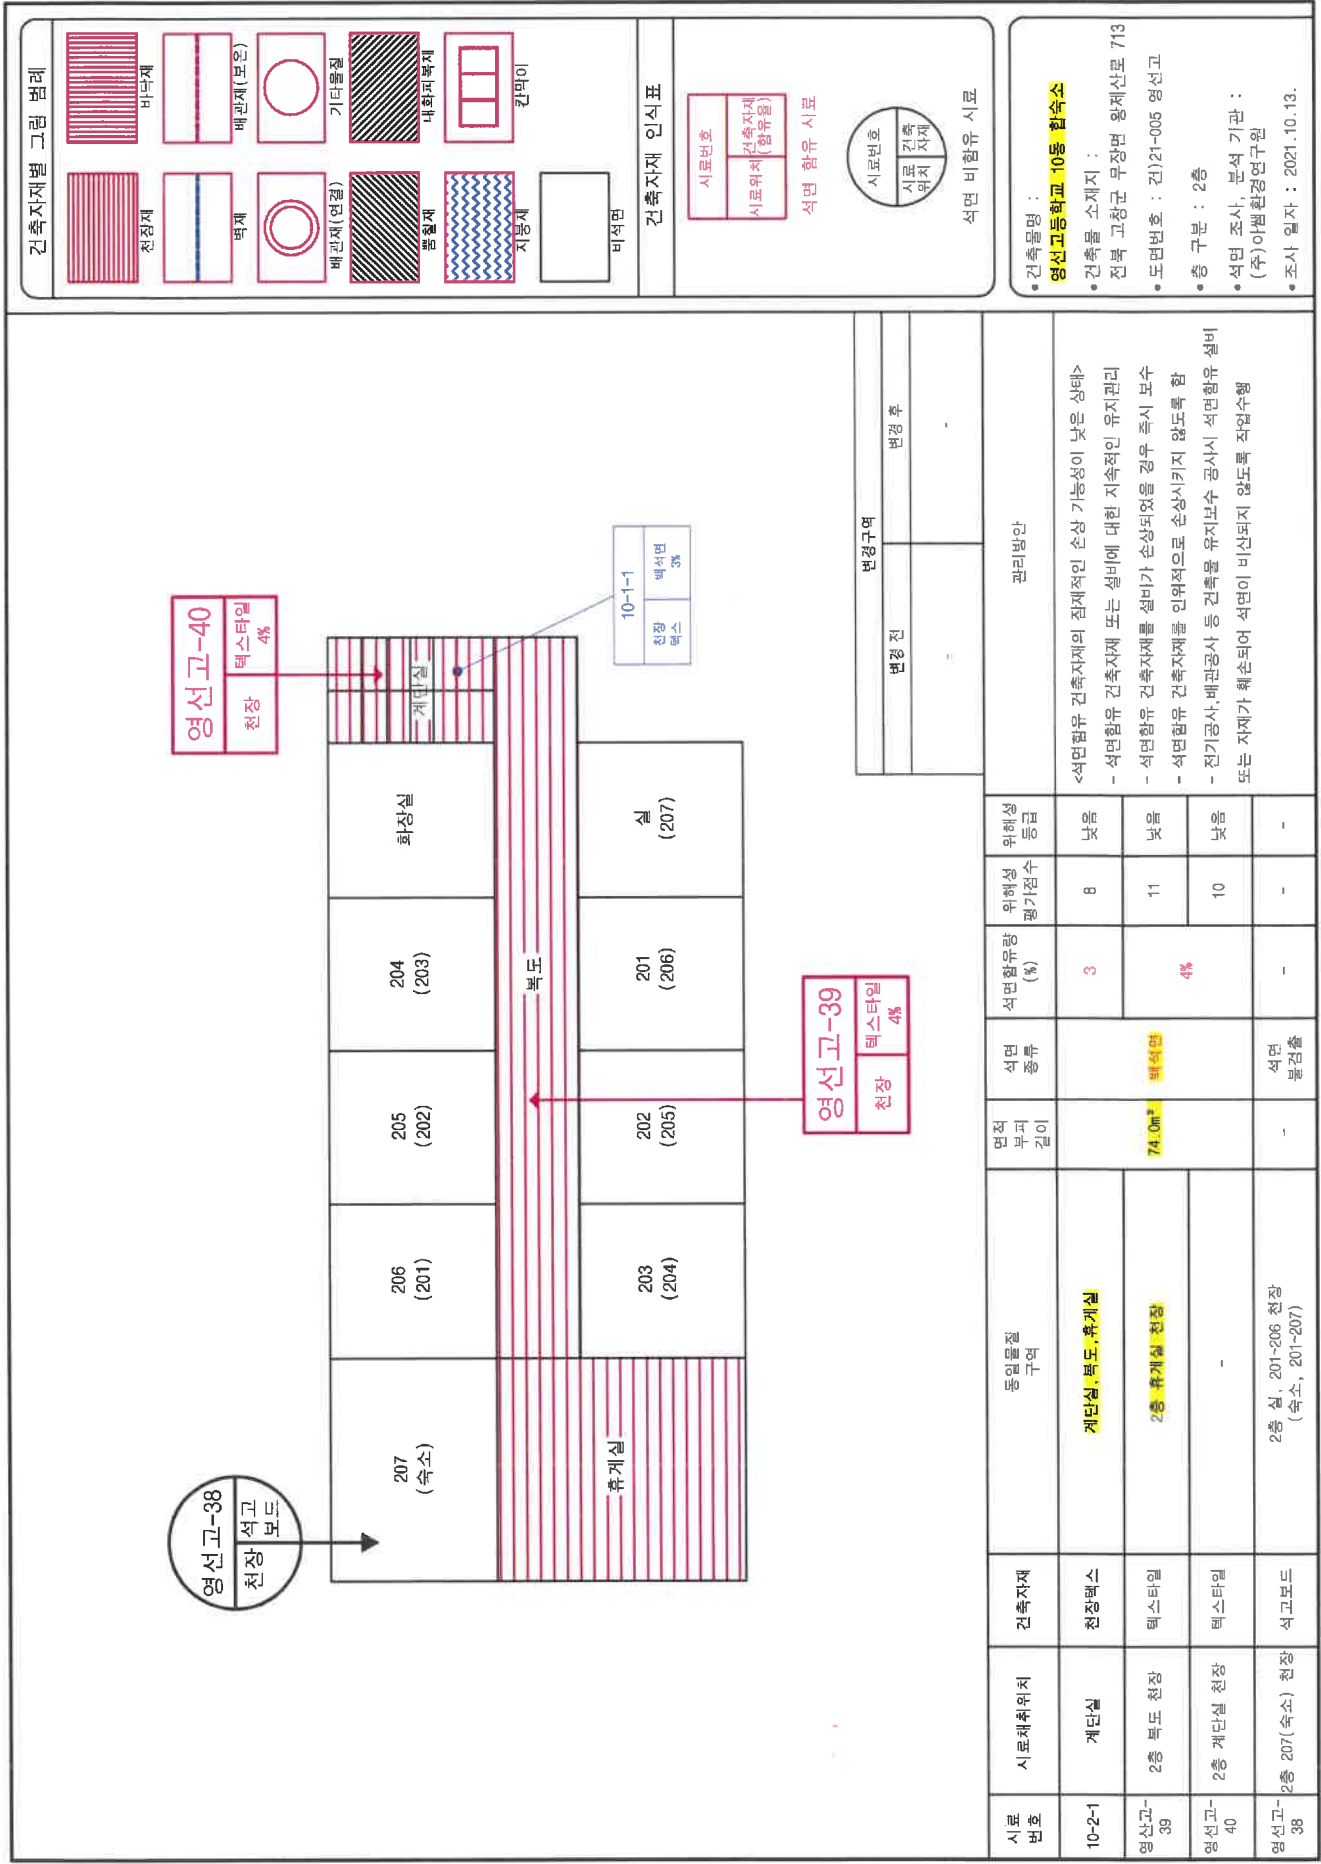 건축자재별 그림 범례
천장재
바닥재
벽재
배관재(보온)
배관재(연결)
기타물질
뿜칠재
내화피복재
지붕재
칸막이
비석면
건축자재 인식표
시료번호
시료위치
건축자재
(함유율)
석면 함유 시료
시료번호
시료
위치
건축
자재
석면 비함유 시료
• 건축물명 :
영선고등학교 10동 합숙소
• 건축물 소재지 :
전북 고창군 무장면 왕제산로 713
• 도면번호 : 건)21-005 영선고
• 층 구분 : 2층
• 석면 조사, 분석 기관 :
(주)아썸환경연구원
• 조사 일자 : 2021.10.13.
영선고-38
천장
석고
보드
영선고-40
천장
텍스타일
4%
10-1-1
천장
텍스
백석면
3%
영선고-39
천장
텍스타일
4%
207
(숙소)
206
(201)
205
(202)
204
(203)
화장실
계단실
복도
휴게실
203
(204)
202
(205)
201
(206)
실
(207)
변경구역
변경 전
변경 후
-
-
시료
번호
시료채취위치
건축자재
동일물질
구역
면적
부피
길이
석면
종류
석면함유량
(%)
위해성
평가점수
위해성
등급
관리방안
10-2-1
계단실
천장텍스
계단실,복도,휴게실
3
8
낮음
영산고-
39
2층 복도 천장
텍스타일
2층 휴게실 천장
74.0m²
백석면
4%
11
낮음
영선고-
40
2층 계단실 천장
텍스타일
-
10
낮음
영선고-
38
2층 207(숙소) 천장
석고보드
2층 실, 201~206 천장
(숙소, 201~207)
-
석면
불검출
-
-
-
<석면함유 건축자재의 잠재적인 손상 가능성이 낮은 상태>
- 석면함유 건축자재 또는 설비에 대한 지속적인 유지관리
- 석면함유 건축자재를 설비가 손상되었을 경우 즉시 보수
- 석면함유 건축자재를 인위적으로 손상시키지 않도록 함
- 전기공사,배관공사 등 건축물 유지보수 공사시 석면함유 설비
또는 자재가 훼손되어 석면이 비산되지 않도록 작업수행